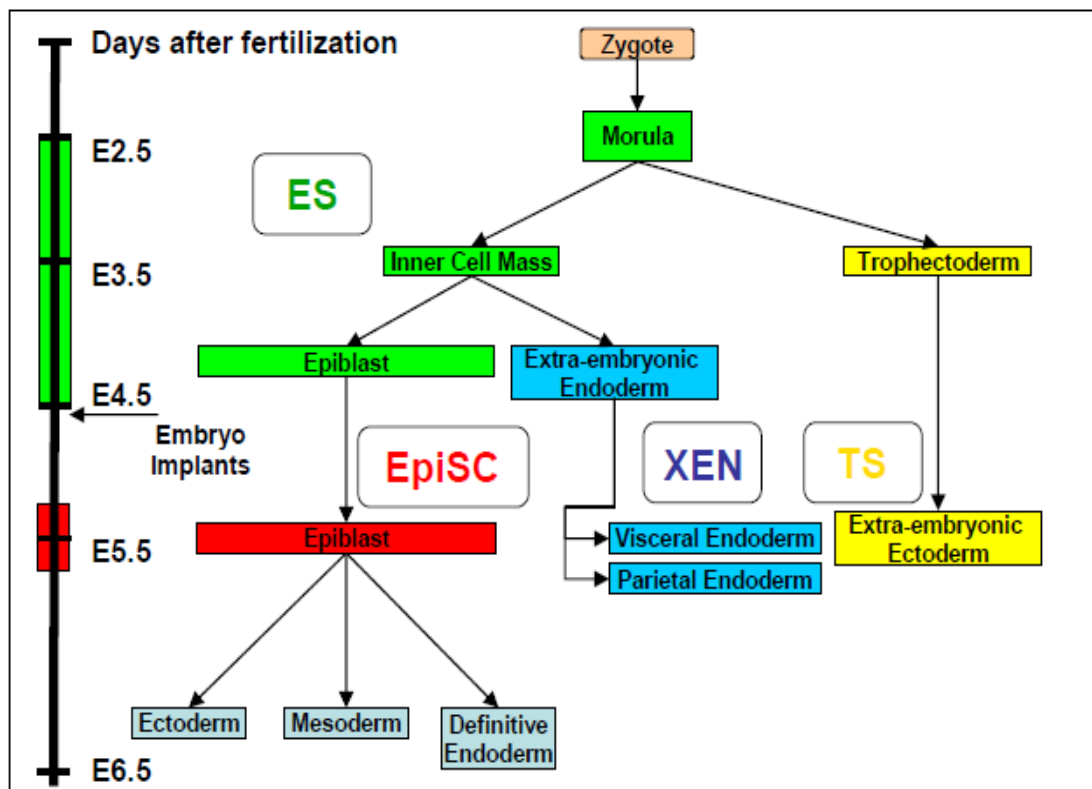 Days after fertilization
Zygote
Morula
E2.5
ES
Inner Cell Mass
Trophectoderm
E3.5
Epiblast
Extra-embryonic
Endoderm
E4.5
Embryo
Implants
EpiSC
XEN
TS
Epiblast
Visceral Endoderm
Extra-embryonic
Ectoderm
E5.5
Parietal Endoderm
Ectoderm
Mesoderm
Definitive
Endoderm
E6.5